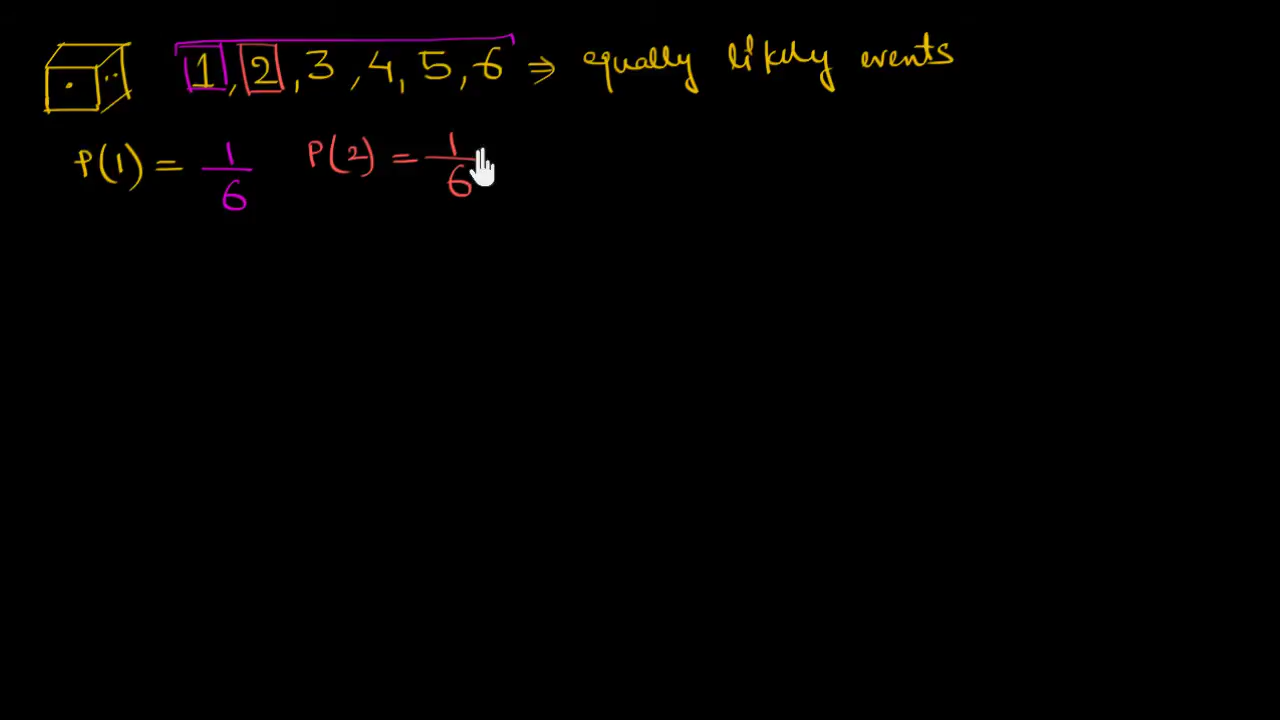 1, 2, 3, 4, 5, 6 ⇒ equally likely events
P(1) = 1/6 P(2) = 1/6